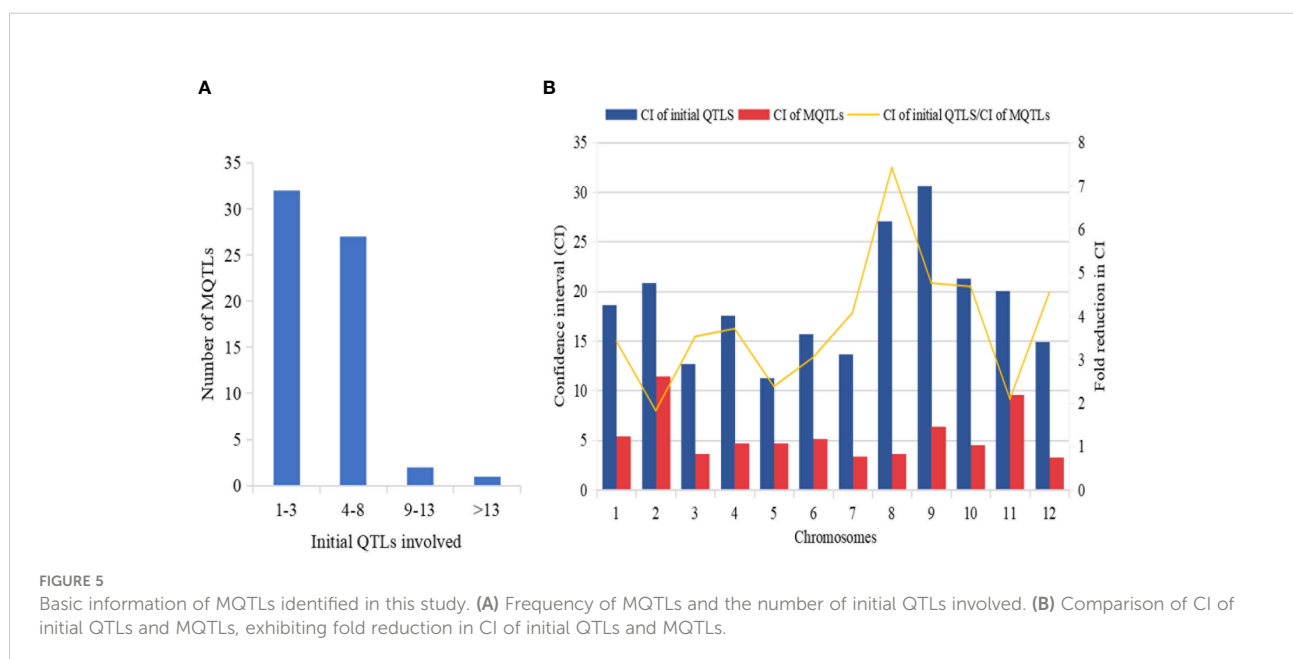 A
35
30
25
20
15
10
5
0
Number of MQTLs
1-3 4-8 9-13 >13
Initial QTLs involved
B
CI of initial QTLS CI of MQTLs CI of initial QTLs/CI of MQTLs
35
30
25
20
15
10
5
0
Confidence interval (CI)
8
7
6
5
4
3
2
1
0
Fold reduction in CI
1 2 3 4 5 6 7 8 9 10 11 12
Chromosomes
FIGURE 5
Basic information of MQTLs identified in this study. (A) Frequency of MQTLs and the number of initial QTLs involved. (B) Comparison of CI of
initial QTLs and MQTLs, exhibiting fold reduction in CI of initial QTLs and MQTLs.